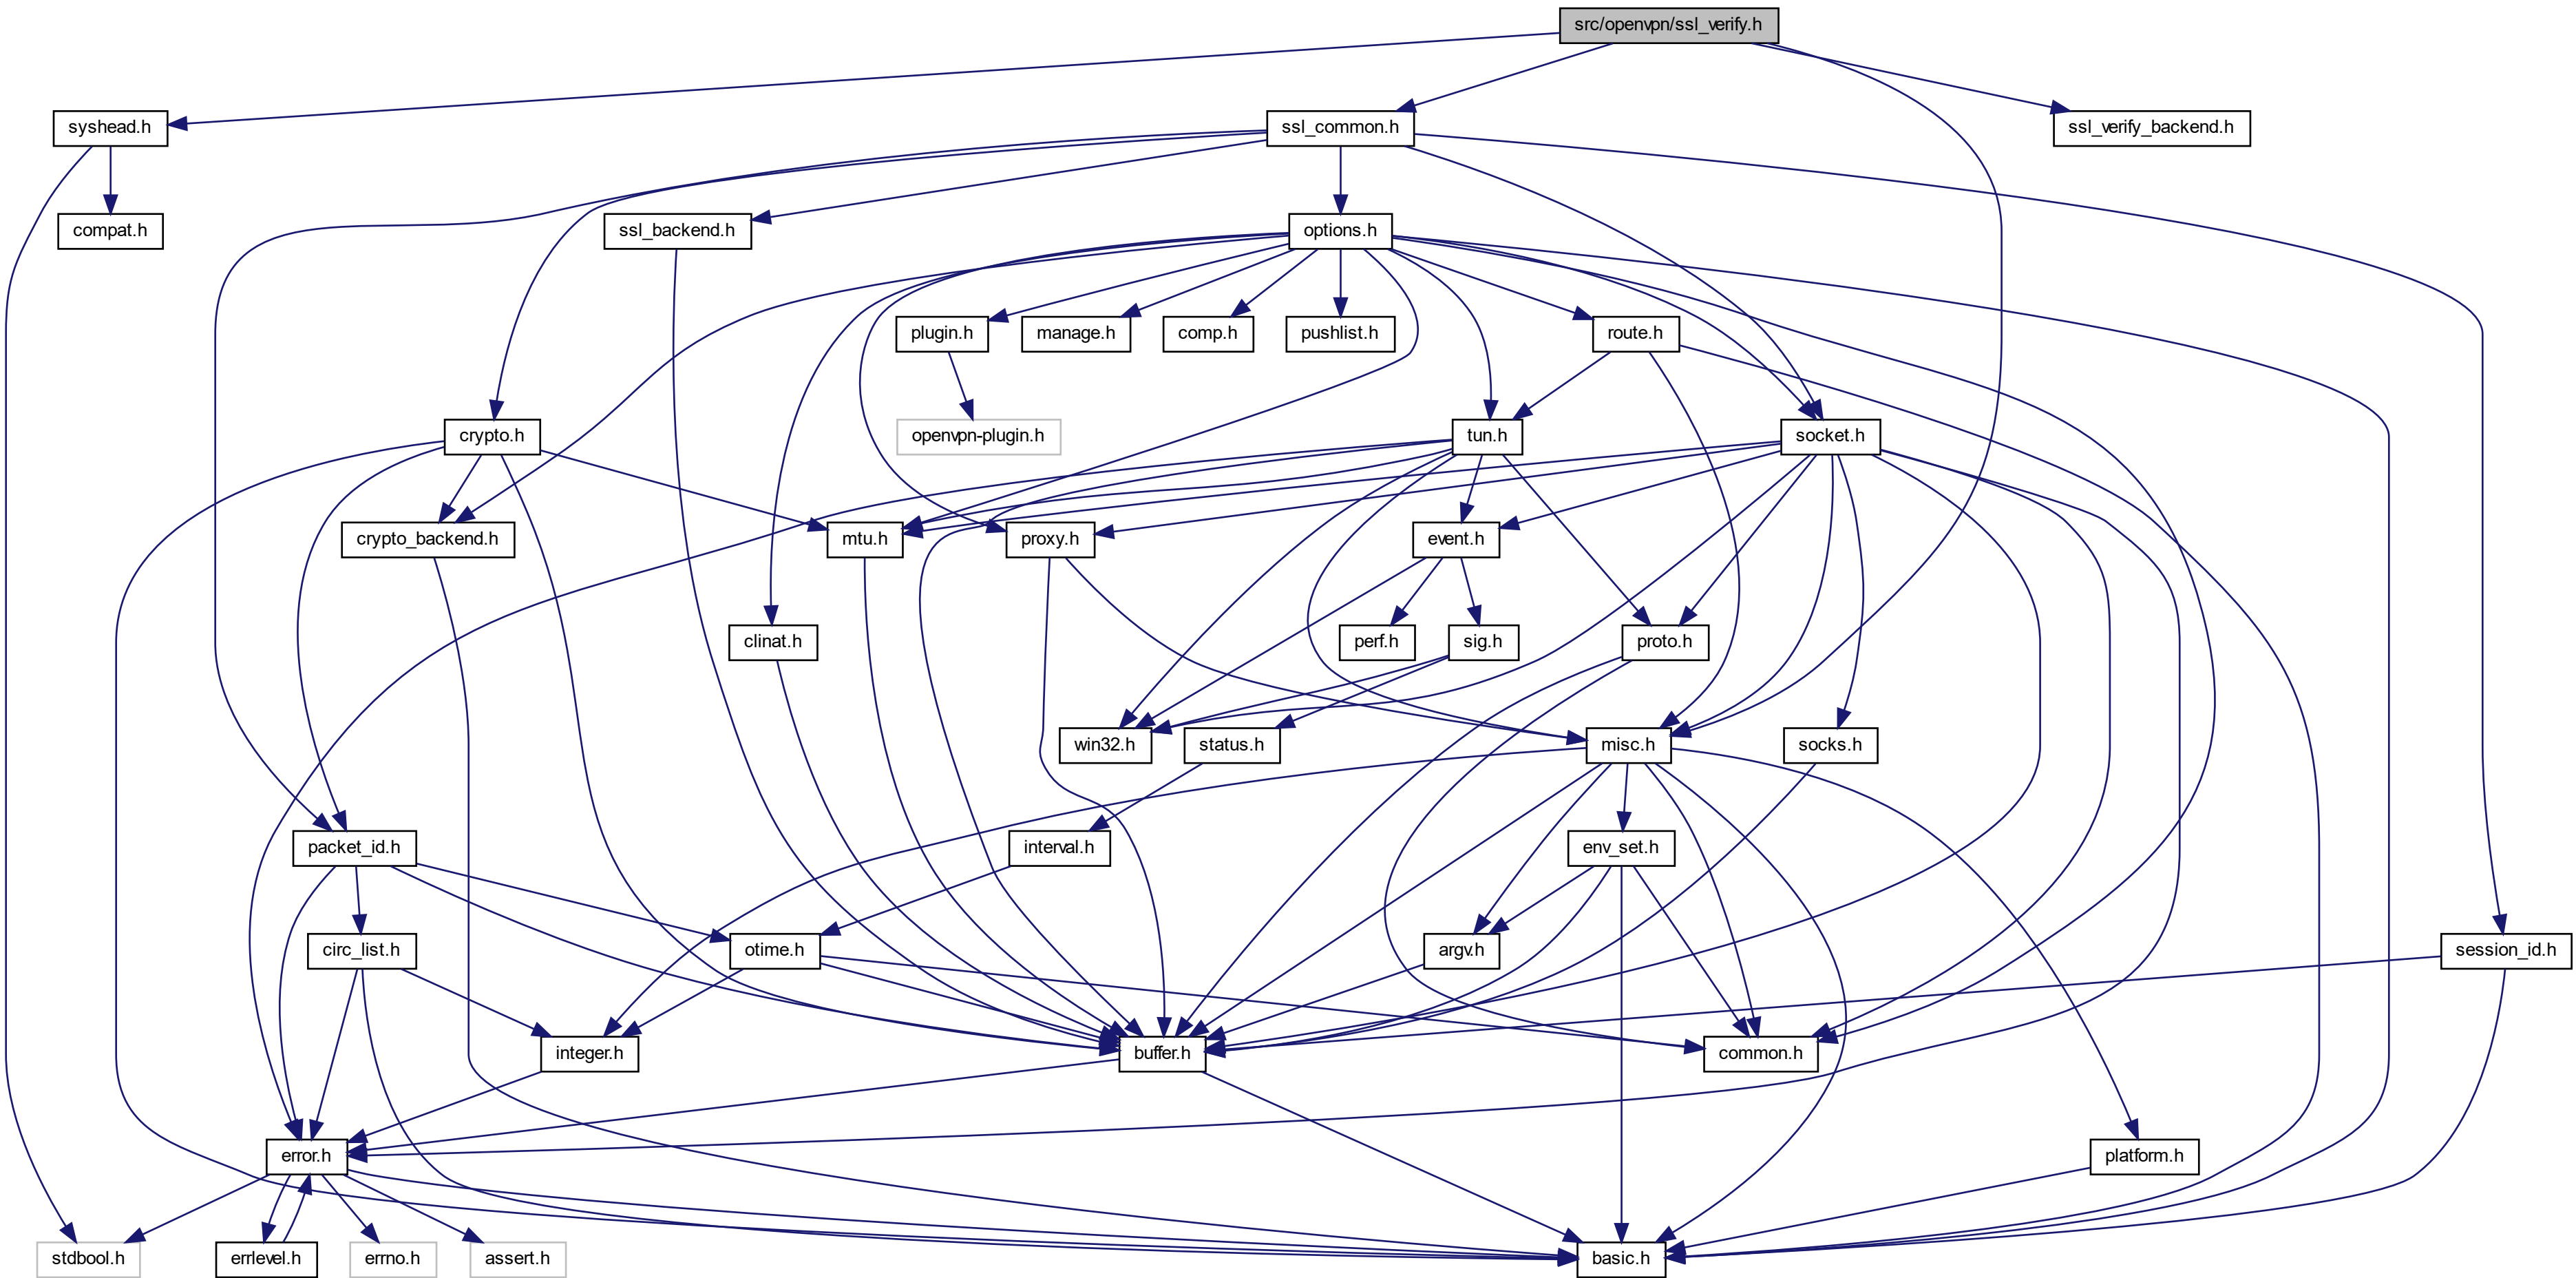 src/openvpn/ssl_verify.h
syshead.h
ssl_common.h
ssl_verify_backend.h
compat.h
ssl_backend.h
options.h
plugin.h
manage.h
comp.h
pushlist.h
route.h
crypto.h
openvpn-plugin.h
tun.h
socket.h
crypto_backend.h
mtu.h
proxy.h
event.h
clinat.h
perf.h
sig.h
proto.h
win32.h
status.h
misc.h
socks.h
packet_id.h
interval.h
env_set.h
circ_list.h
otime.h
argv.h
session_id.h
integer.h
buffer.h
common.h
error.h
platform.h
stdbool.h
errlevel.h
errno.h
assert.h
basic.h